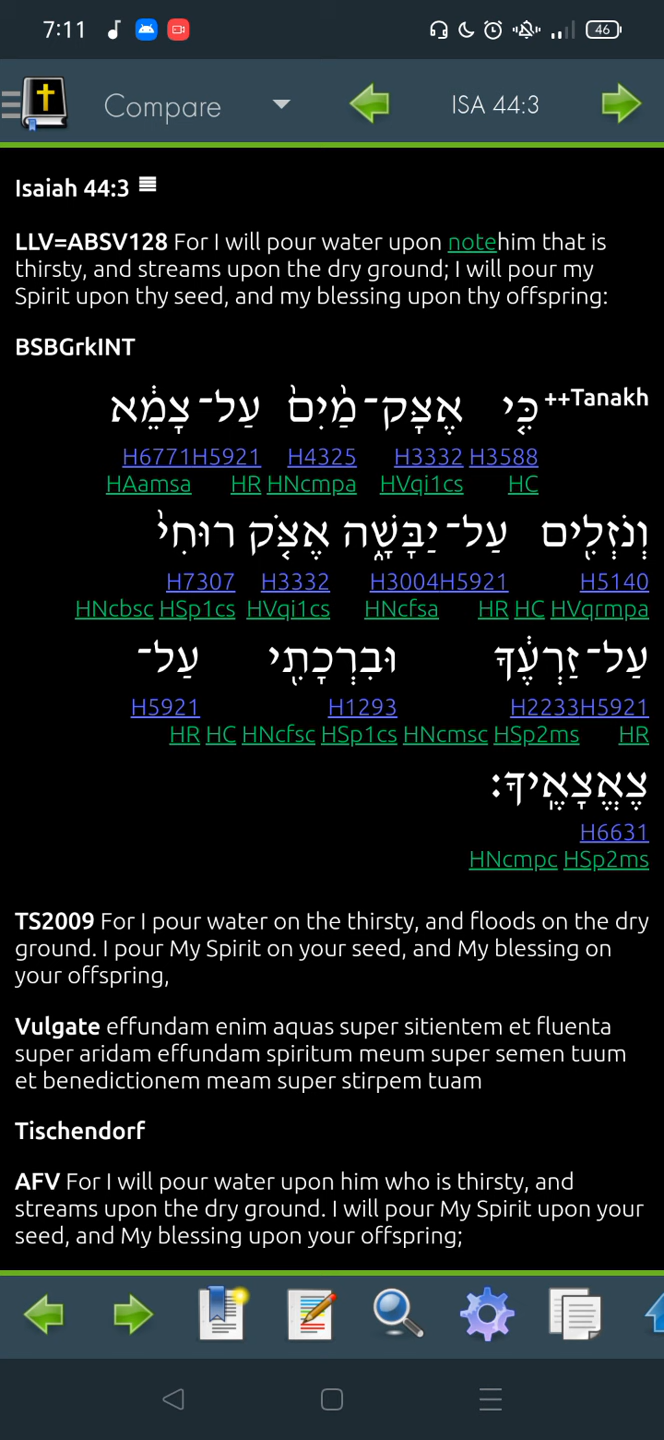 7:11
46
Compare
ISA 44:3
Isaiah 44:3
LLV=ABSV128 For I will pour water upon notehim that is
thirsty, and streams upon the dry ground; I will pour my
Spirit upon thy seed, and my blessing upon thy offspring:
BSBGrkINT
++Tanakh כִּ֤י אֶצָּק־ מַ֙יִם֙ עַל־ צָמֵ֔א
H6771H5921 H4325 H3332 H3588
HAamsa HR HNcmpa HVqi1cs HC
וְנֹזְלִ֖ים עַל־ יַבָּשָׁ֑ה אֶצֹּ֤ק רוּחִי֙
H7307 H3332 H3004H5921 H5140
HNcbsc HSp1cs HVqi1cs HNcfsa HR HC HVqrmpa
עַל־ זַרְעֶ֔ךָ וּבִרְכָתִ֖י עַל־
H5921 H1293 H2233H5921
HR HC HNcfsc HSp1cs HNcmsc HSp2ms HR
צֶאֱצָאֶֽיךָ׃
H6631
HNcmpc HSp2ms
TS2009 For I pour water on the thirsty, and floods on the dry
ground. I pour My Spirit on your seed, and My blessing on
your offspring,
Vulgate effundam enim aquas super sitientem et fluenta
super aridam effundam spiritum meum super semen tuum
et benedictionem meam super stirpem tuam
Tischendorf
AFV For I will pour water upon him who is thirsty, and
streams upon the dry ground. I will pour My Spirit upon your
seed, and My blessing upon your offspring;